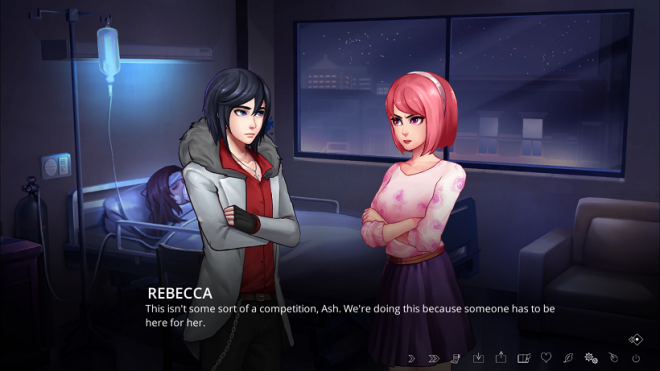 REBECCA
This isn't some sort of a competition, Ash. We're doing this because someone has to be
here for her.